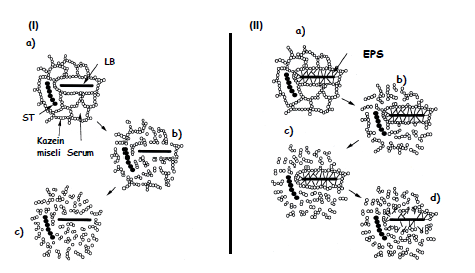 (I)
a)
LB
ST
Kazein
miseli Serum
b)
c)
(II)
a)
EPS
b)
c)
d)